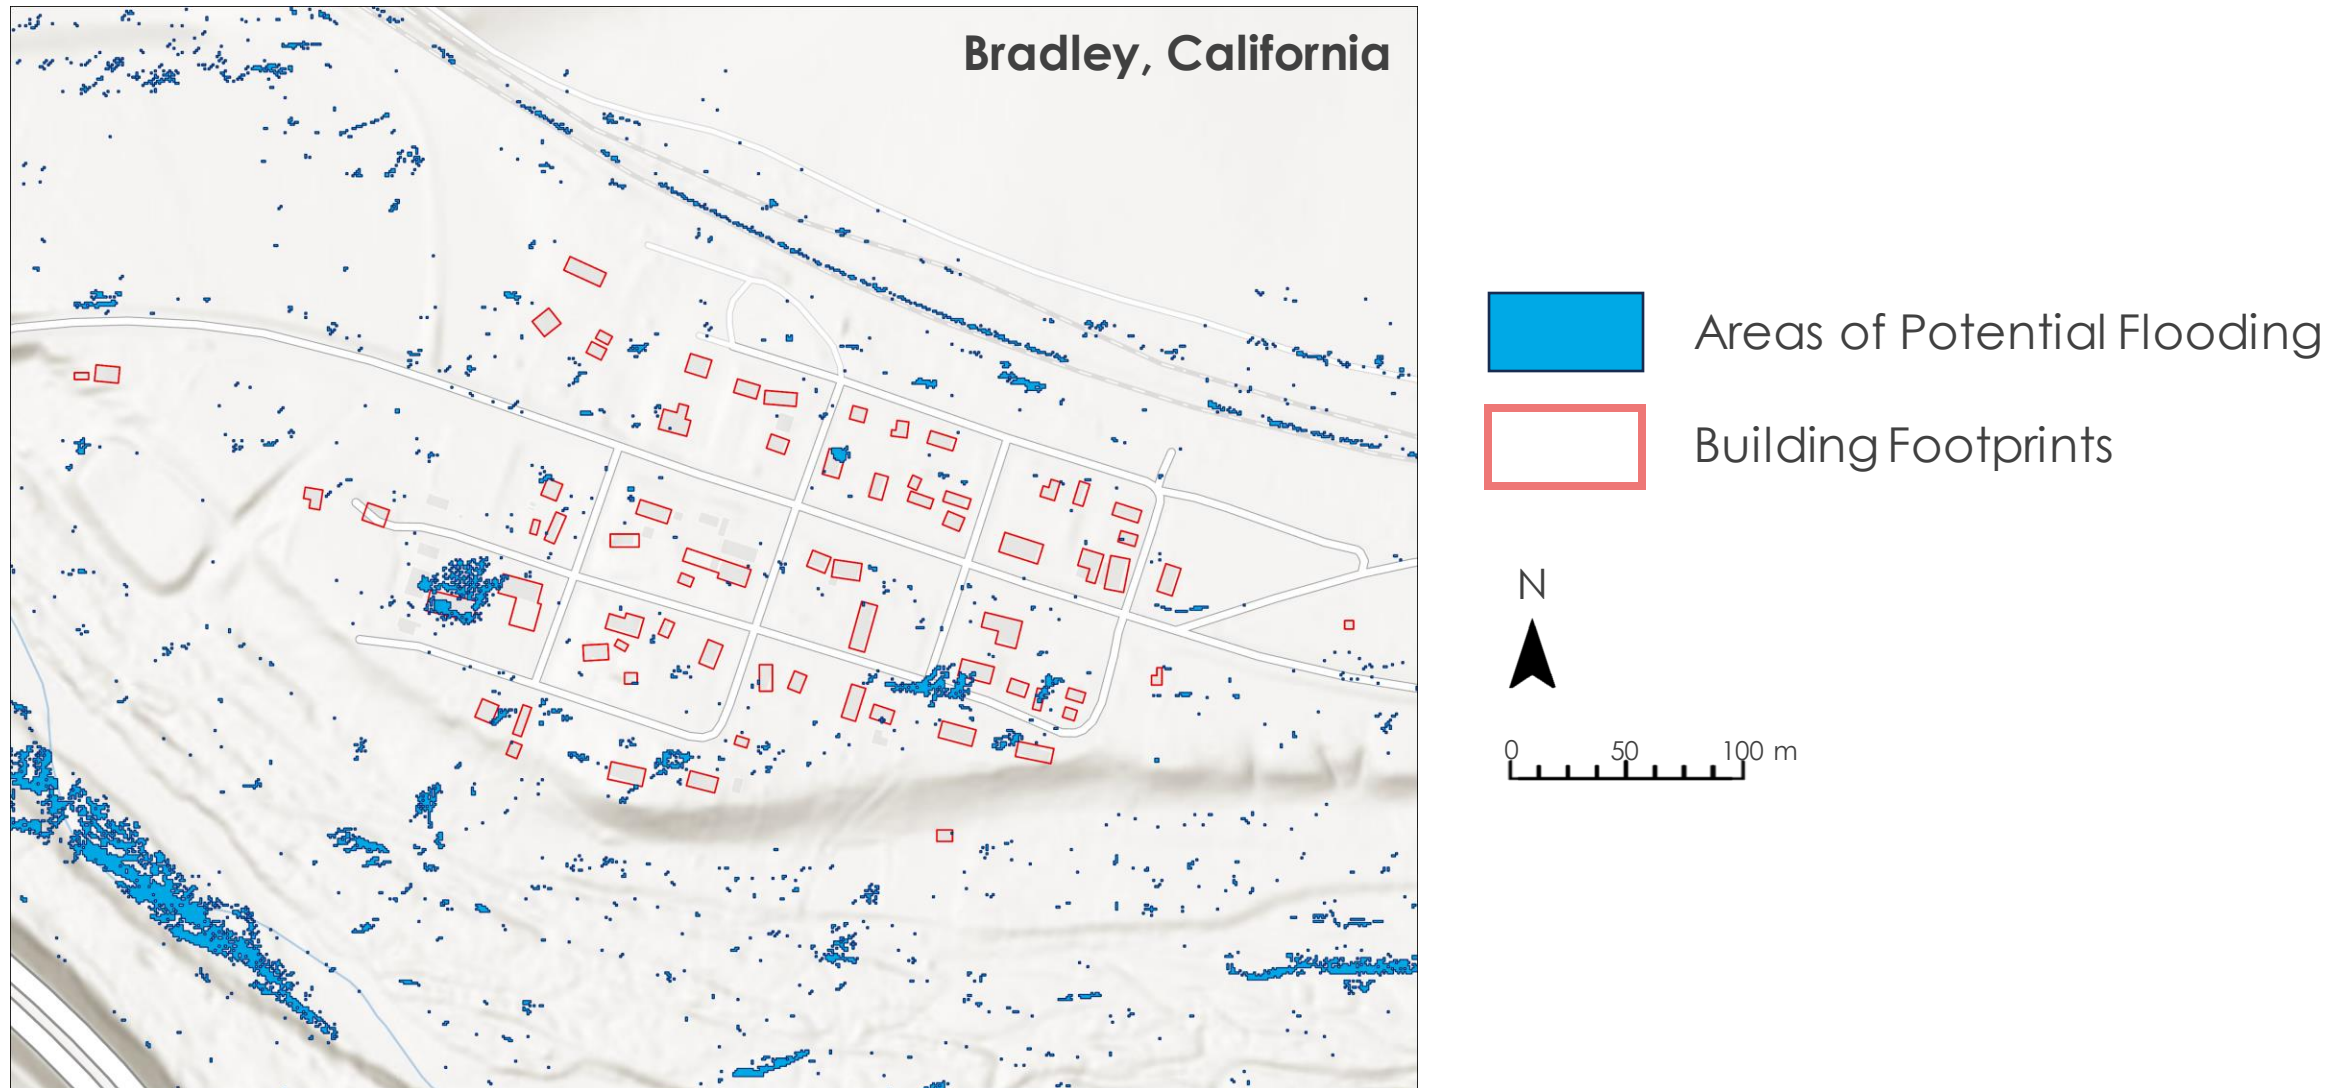 Bradley, California
Areas of Potential Flooding
Building Footprints
N
0 50 100 m